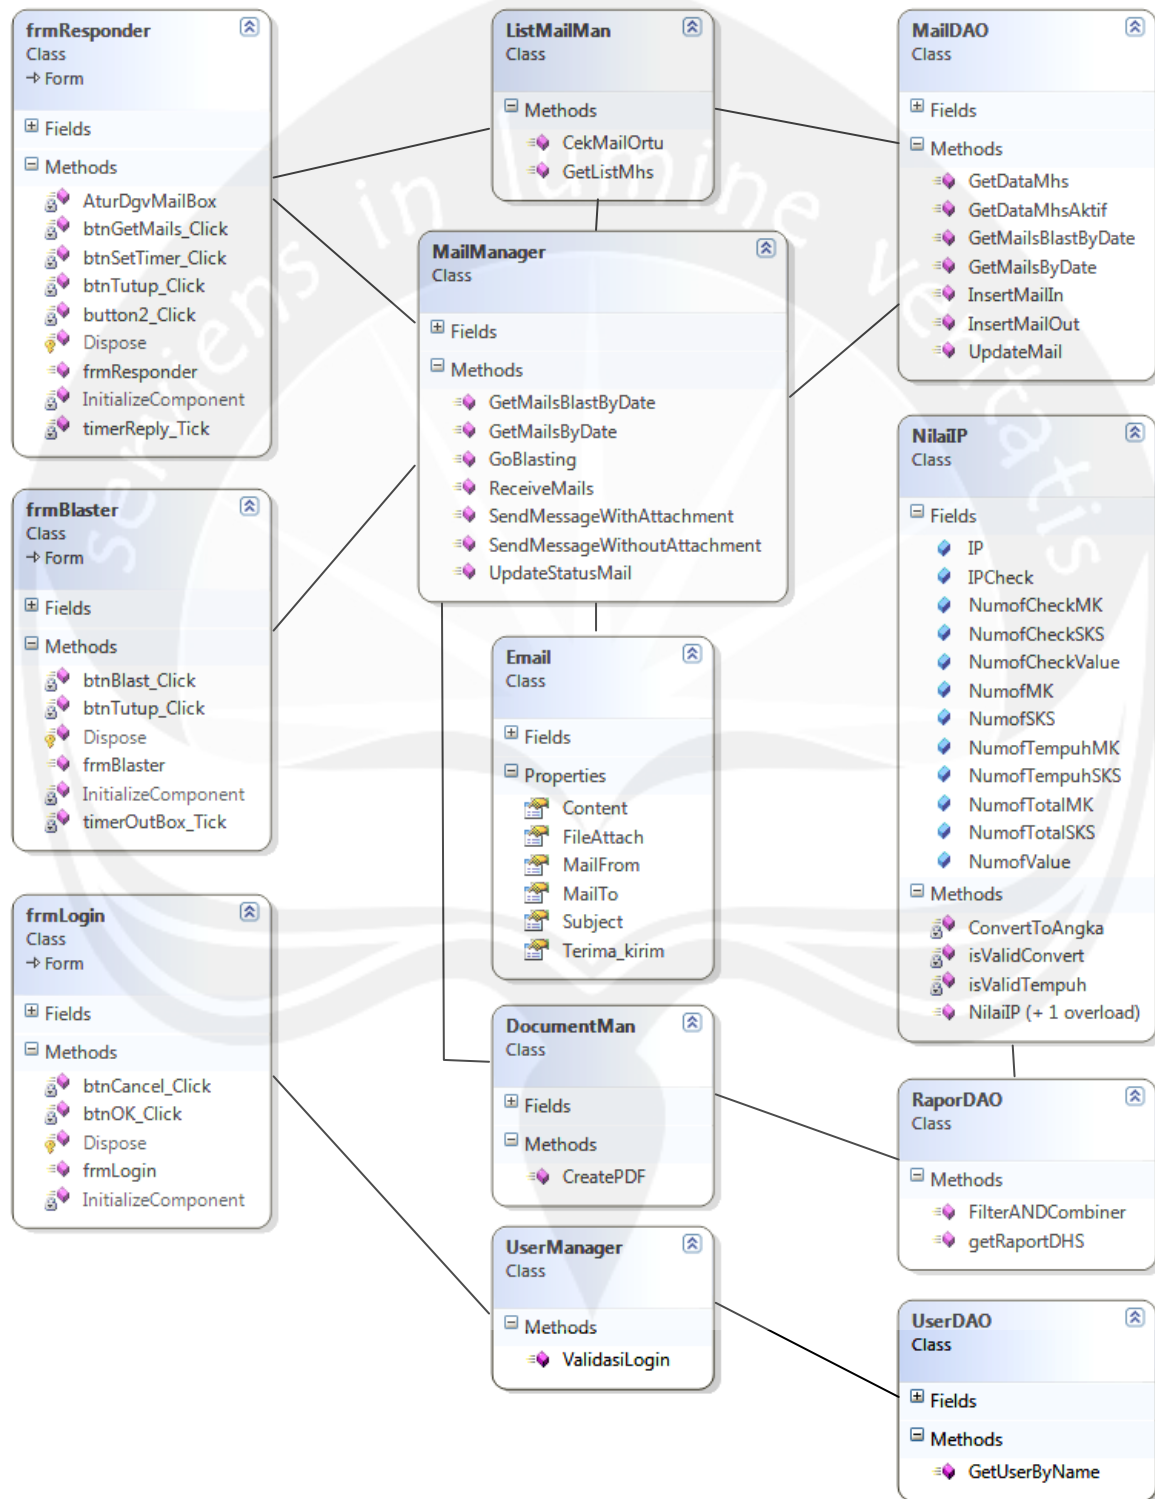 frmResponder
Class
Form
Fields
Methods
AturDgvMailBox
btnGetMails_Click
btnSetTimer_Click
btnTutup_Click
button2_Click
Dispose
frmResponder
InitializeComponent
timerReply_Tick
frmBlaster
Class
Form
Fields
Methods
btnBlast_Click
btnTutup_Click
Dispose
frmBlaster
InitializeComponent
timerOutBox_Tick
frmLogin
Class
Form
Fields
Methods
btnCancel_Click
btnOK_Click
Dispose
frmLogin
InitializeComponent
ListMailMan
Class
Methods
CekMailOrtu
GetListMhs
MailManager
Class
Fields
Methods
GetMailsBlastByDate
GetMailsByDate
GoBlasting
ReceiveMails
SendMessageWithAttachment
SendMessageWithoutAttachment
UpdateStatusMail
Email
Class
Fields
Properties
Content
FileAttach
MailFrom
MailTo
Subject
Terima_kirim
DocumentMan
Class
Fields
Methods
CreatePDF
UserManager
Class
Methods
ValidasiLogin
MailDAO
Class
Fields
Methods
GetDataMhs
GetDataMhsAktif
GetMailsBlastByDate
GetMailsByDate
InsertMailIn
InsertMailOut
UpdateMail
NilaiIP
Class
Fields
IP
IPCheck
NumofCheckMK
NumofCheckSKS
NumofCheckValue
NumofMK
NumofSKS
NumofTempuhMK
NumofTempuhSKS
NumofTotalMK
NumofTotalSKS
NumofValue
Methods
ConvertToAngka
isValidConvert
isValidTempuh
NilaiIP (+ 1 overload)
RaporDAO
Class
Methods
FilterANDCombiner
getRaportDHS
UserDAO
Class
Fields
Methods
GetUserByName
serviens in lumine veritatis